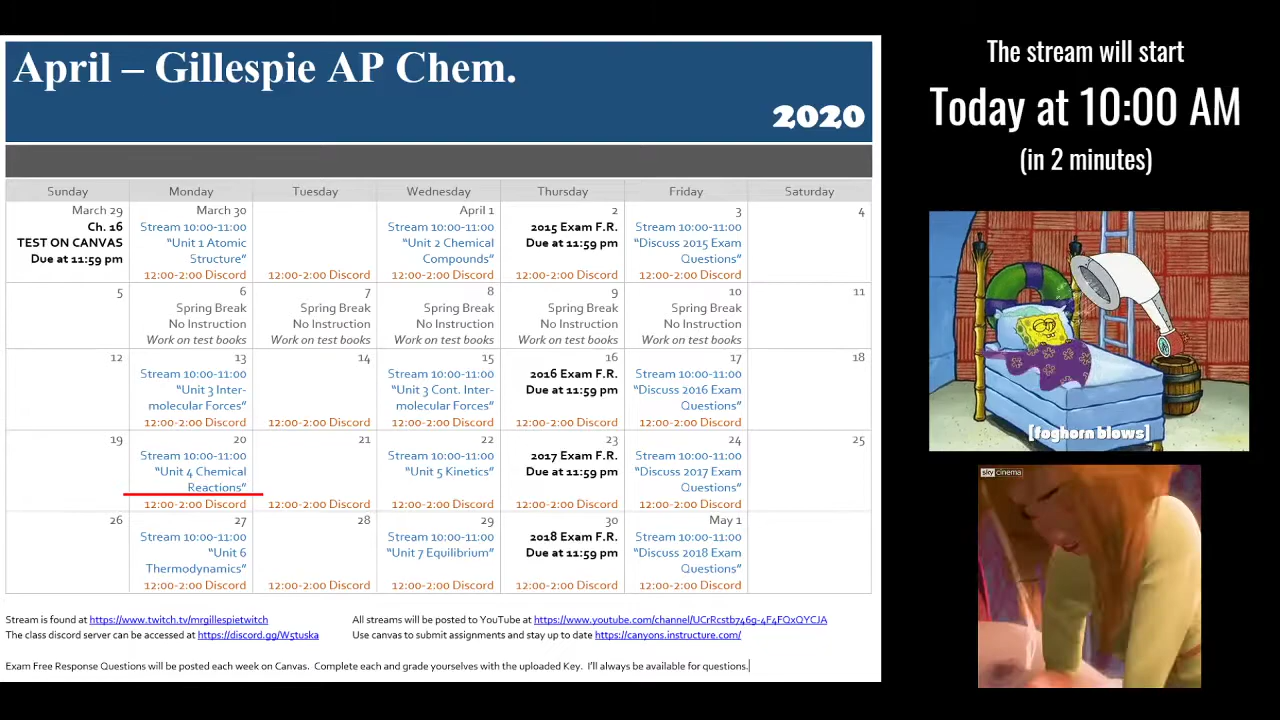 April – Gillespie AP Chem.
2020
Sunday Monday Tuesday Wednesday Thursday Friday Saturday
March 29
Ch. 16
TEST ON CANVAS
Due at 11:59 pm
March 30
Stream 10:00-11:00
"Unit 1 Atomic
Structure"
12:00-2:00 Discord
12:00-2:00 Discord
April 1
Stream 10:00-11:00
"Unit 2 Chemical
Compounds"
12:00-2:00 Discord
2
2015 Exam F.R.
Due at 11:59 pm
12:00-2:00 Discord
3
Stream 10:00-11:00
"Discuss 2015 Exam
Questions"
12:00-2:00 Discord
4
5
6
Spring Break
No Instruction
Work on test books
7
Spring Break
No Instruction
Work on test books
8
Spring Break
No Instruction
Work on test books
9
Spring Break
No Instruction
Work on test books
10
Spring Break
No Instruction
Work on test books
11
12
13
Stream 10:00-11:00
"Unit 3 Inter-
molecular Forces"
12:00-2:00 Discord
14
12:00-2:00 Discord
15
Stream 10:00-11:00
"Unit 3 Cont. Inter-
molecular Forces"
12:00-2:00 Discord
16
2016 Exam F.R.
Due at 11:59 pm
12:00-2:00 Discord
17
Stream 10:00-11:00
"Discuss 2016 Exam
Questions"
12:00-2:00 Discord
18
19
20
Stream 10:00-11:00
"Unit 4 Chemical
Reactions"
12:00-2:00 Discord
21
12:00-2:00 Discord
22
Stream 10:00-11:00
"Unit 5 Kinetics"
12:00-2:00 Discord
23
2017 Exam F.R.
Due at 11:59 pm
12:00-2:00 Discord
24
Stream 10:00-11:00
"Discuss 2017 Exam
Questions"
12:00-2:00 Discord
25
26
27
Stream 10:00-11:00
"Unit 6
Thermodynamics"
12:00-2:00 Discord
28
12:00-2:00 Discord
29
Stream 10:00-11:00
"Unit 7 Equilibrium"
12:00-2:00 Discord
30
2018 Exam F.R.
Due at 11:59 pm
12:00-2:00 Discord
May 1
Stream 10:00-11:00
"Discuss 2018 Exam
Questions"
12:00-2:00 Discord
Stream is found at https://www.twitch.tv/mrgillespietwitch
The class discord server can be accessed at https://discord.gg/W5tuska
All streams will be posted to YouTube at https://www.youtube.com/channel/UCrRcstb746g-4F4FQxQYCJA
Use canvas to submit assignments and stay up to date https://canyons.instructure.com/
Exam Free Response Questions will be posted each week on Canvas. Complete each and grade yourselves with the uploaded Key. I'll always be available for questions.
The stream will start
Today at 10:00 AM
(in 2 minutes)
[foghorn blows]
sky cinema